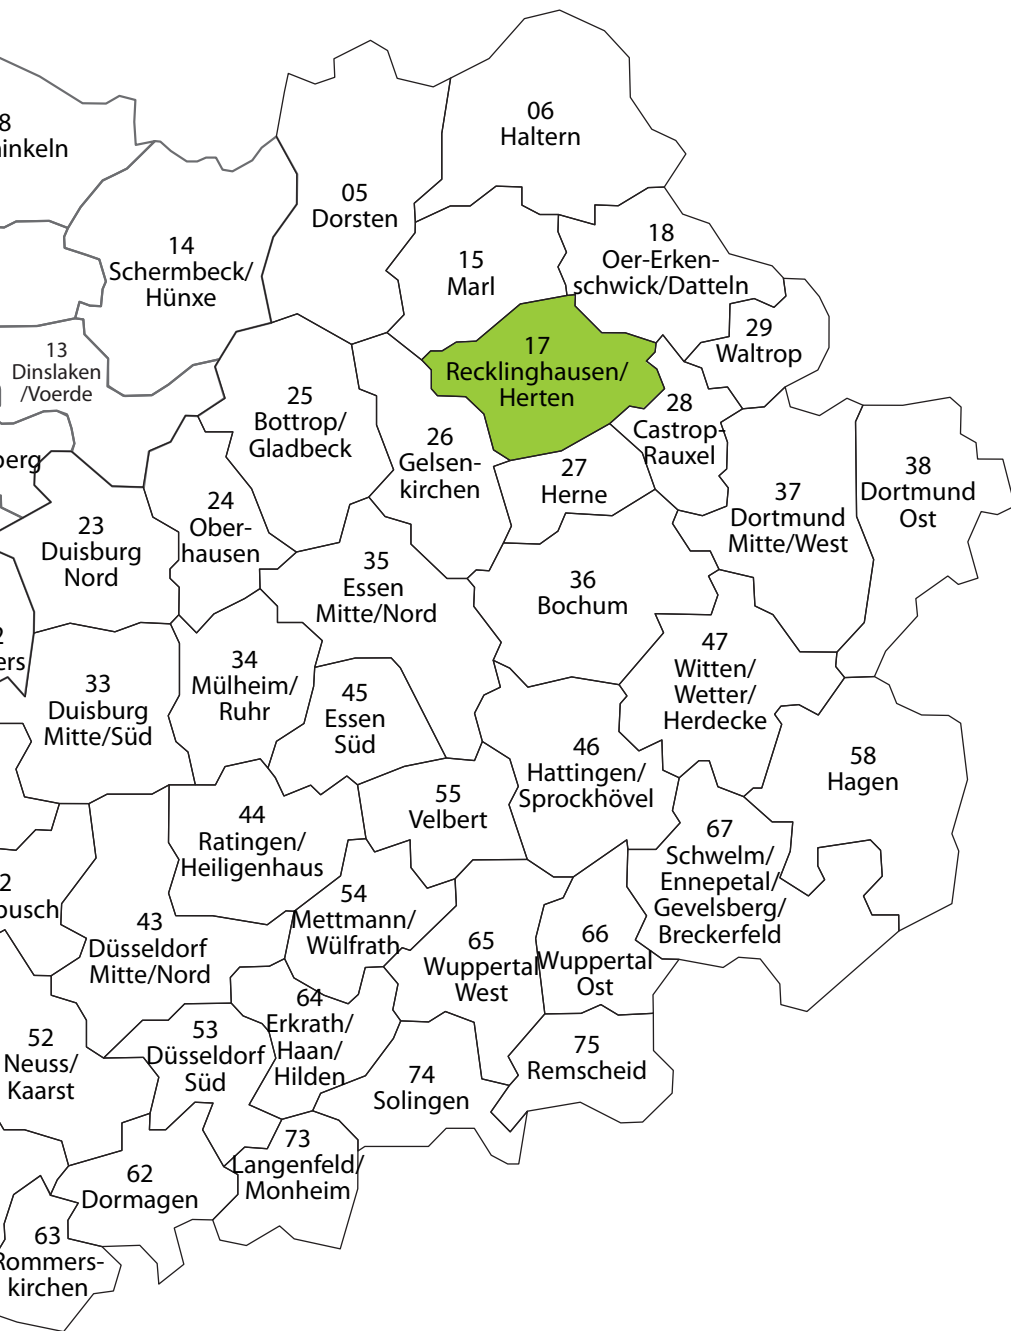 06
Haltern
8
05
Dorsten
18
Oer-Erken-
schwick/Datteln
14
Schermbeck/
Hünxe
15
Marl
29
Waltrop
13
Dinslaken
/Voerde
17
Recklinghausen/
Herten
25
Bottrop/
Gladbeck
28
Castrop-
Rauxel
26
Gelsen-
kirchen
27
Herne
38
Dortmund
Ost
37
Dortmund
Mitte/West
24
Ober-
hausen
23
Duisburg
Nord
35
Essen
Mitte/Nord
36
Bochum
47
Witten/
Wetter/
Herdecke
34
Mülheim/
Ruhr
33
Duisburg
Mitte/Süd
45
Essen
Süd
46
Hattingen/
Sprockhövel
58
Hagen
55
Velbert
44
Ratingen/
Heiligenhaus
67
Schwelm/
Ennepetal/
Gevelsberg/
Breckerfeld
54
Mettmann/
Wülfrath
43
Düsseldorf
Mitte/Nord
65
Wuppertal
West
66
Wuppertal
Ost
64
Erkrath/
Haan/
Hilden
53
Düsseldorf
Süd
52
Neuss/
Kaarst
75
Remscheid
74
Solingen
73
Langenfeld/
Monheim
62
Dormagen
63
Rommers-
kirchen